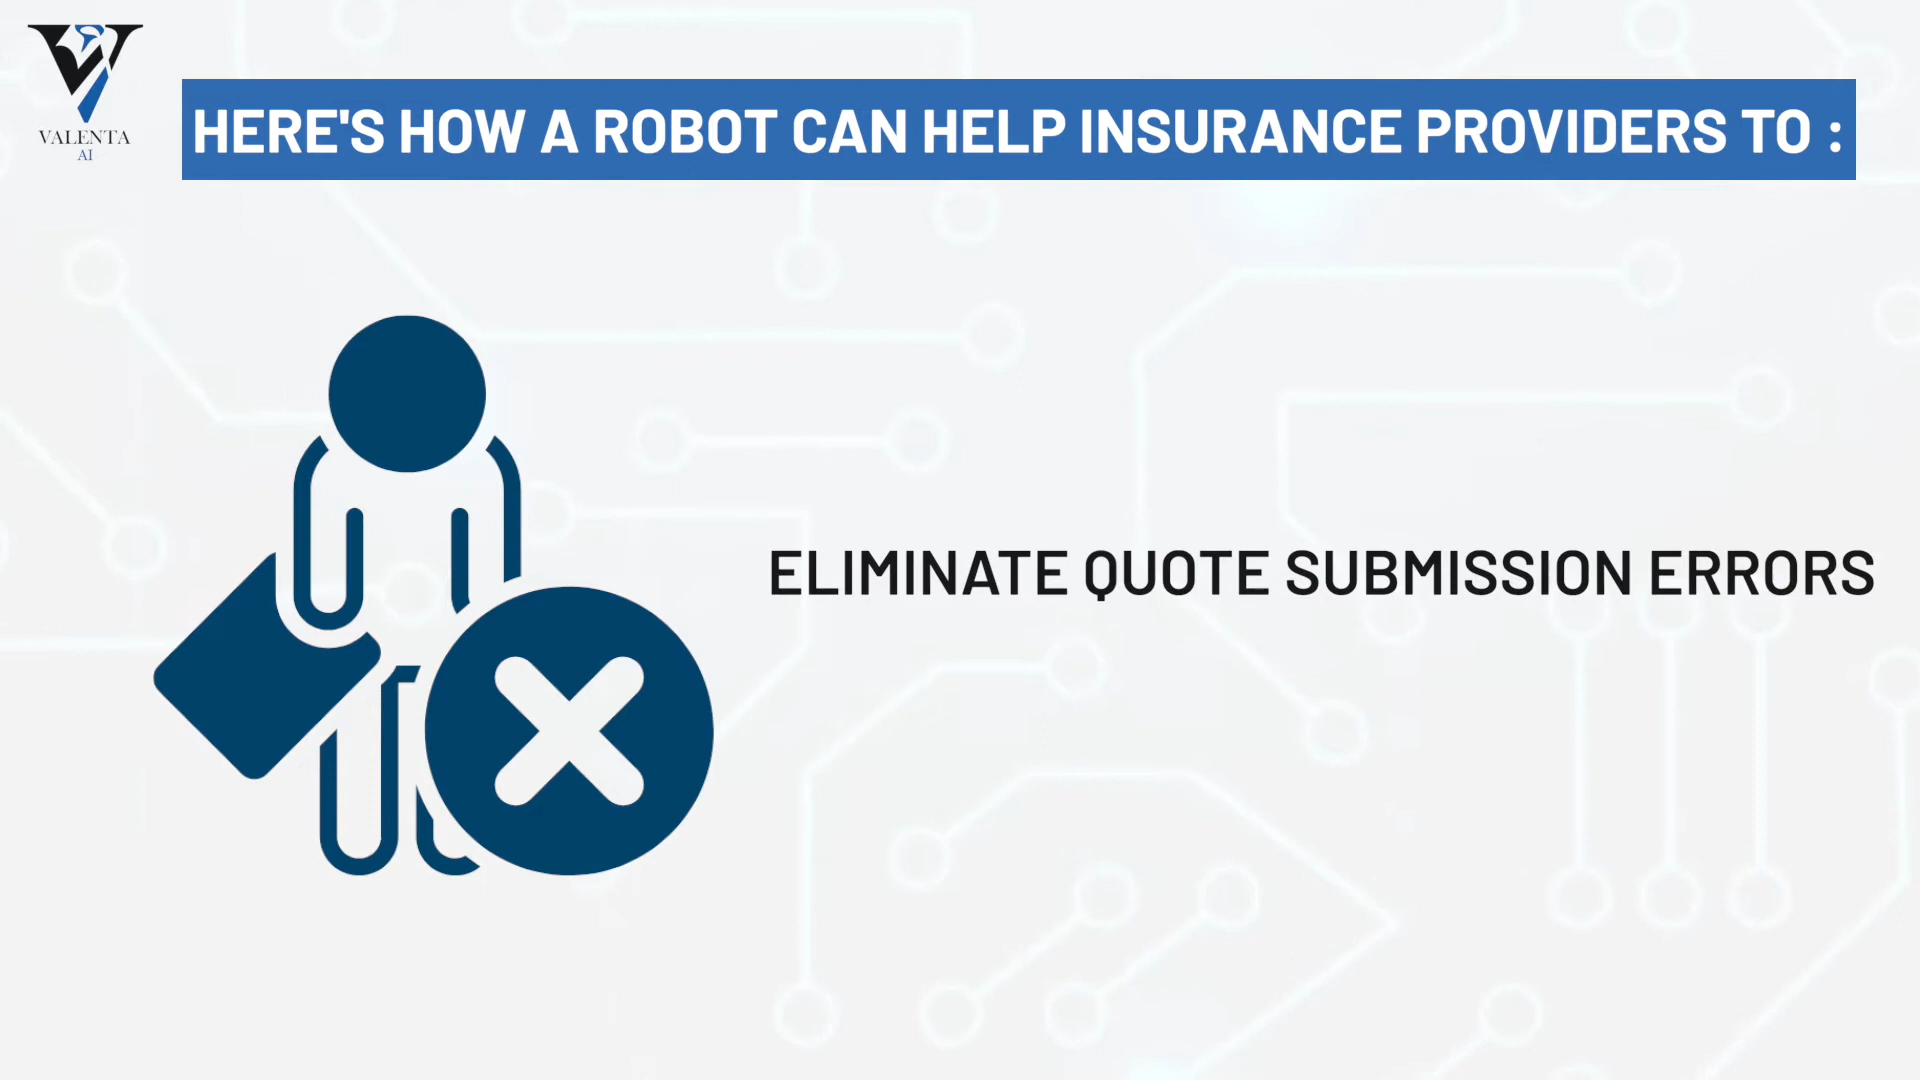 VALENTA
AI
HERE'S HOW A ROBOT CAN HELP INSURANCE PROVIDERS TO :
ELIMINATE QUOTE SUBMISSION ERRORS